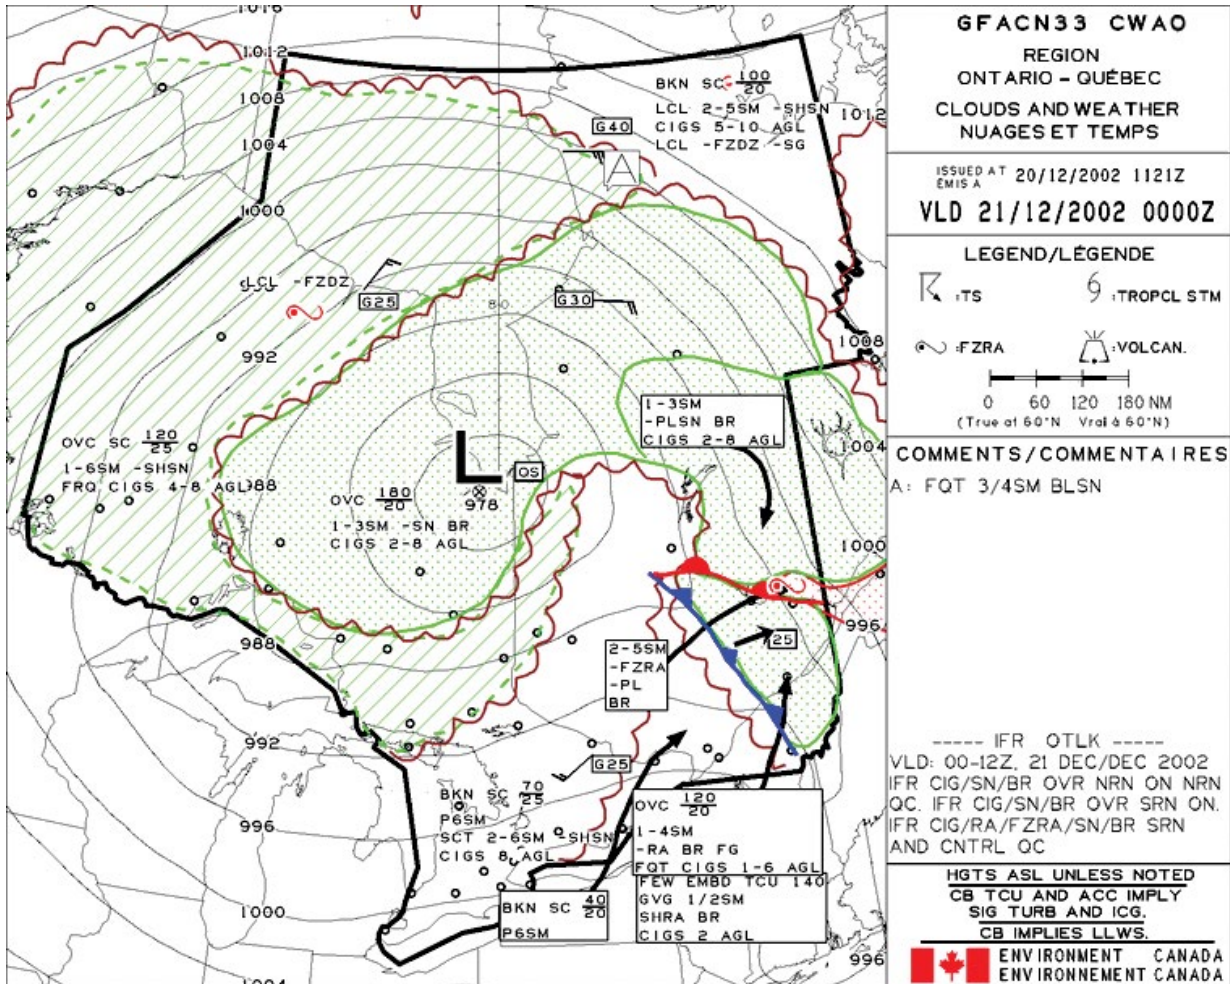 1016
1012
1008
1004
1000
BKN SC 100
20
LCL 2-5SM -SHSN
CIGS 5-10 AGL
LCL -FZDZ -SG
1012
G40
A
LCL -FZDZ
G25
80
G30
992
1008
1-3SM
-PLSN BR
CIGS 2-8 AGL
1004
OVC SC 120
25
1-6SM -SHSN
FRQ CIGS 4-8 AGL
988
L
QS
978
OVC 180
20
1-3SM -SN BR
CIGS 2-8 AGL
1000
996
25
988
2-5SM
-FZRA
-PL
BR
992
G25
BKN SC 70
25
P6SM
SCT 2-6SM -SHSN
CIGS 8 AGL
996
OVC 120
20
1-4SM
-RA BR FG
FQT CIGS 1-6 AGL
FEW EMBD TCU 140
GVG 1/2SM
SHRA BR
CIGS 2 AGL
BKN SC 40
20
P6SM
1000
996
1004
GFACN33 CWAO
REGION
ONTARIO - QUÉBEC
CLOUDS AND WEATHER
NUAGES ET TEMPS
ISSUED AT
ÉMIS A
20/12/2002 1121Z
VLD 21/12/2002 0000Z
LEGEND/LÉGENDE
:TS
:TROPCL STM
:FZRA
:VOLCAN.
0 60 120 180 NM
(True at 60°N Vrai à 60°N)
COMMENTS/COMMENTAIRES
A: FQT 3/4SM BLSN
----- IFR OTLK -----
VLD: 00-12Z, 21 DEC/DEC 2002
IFR CIG/SN/BR OVR NRN ON NRN
QC. IFR CIG/SN/BR OVR SRN ON.
IFR CIG/RA/FZRA/SN/BR SRN
AND CNTRL QC
HGTS ASL UNLESS NOTED
CB TCU AND ACC IMPLY
SIG TURB AND ICG.
CB IMPLIES LLWS.
ENVIRONMENT CANADA
ENVIRONNEMENT CANADA